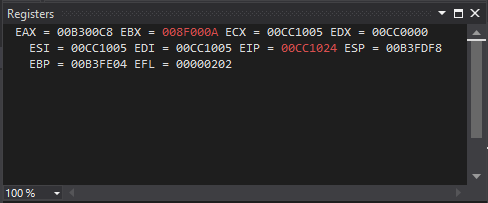 Registers
EAX = 00B300C8 EBX = 008F000A ECX = 00CC1005 EDX = 00CC0000
ESI = 00CC1005 EDI = 00CC1005 EIP = 00CC1024 ESP = 00B3FDF8
EBP = 00B3FE04 EFL = 00000202
100 %